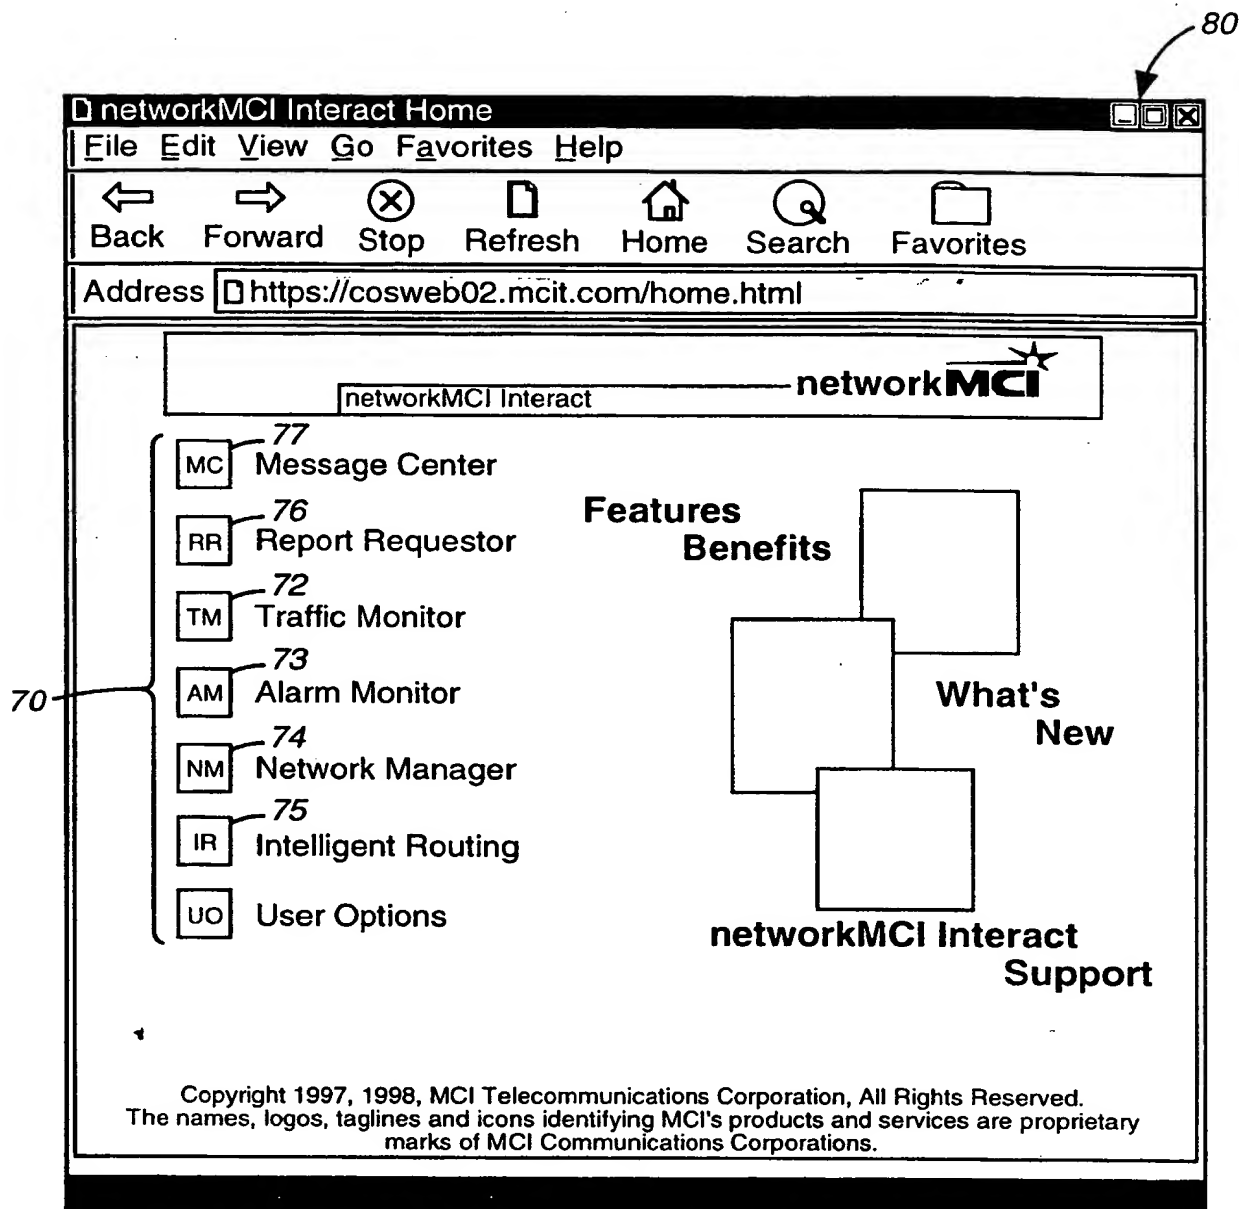 80
networkMCI Interact Home
File Edit View Go Favorites Help
Back Forward Stop Refresh Home Search Favorites
Address https://cosweb02.mcit.com/home.html
networkMCI Interact
networkMCI
70
MC 77 Message Center
RR 76 Report Requestor
TM 72 Traffic Monitor
AM 73 Alarm Monitor
NM 74 Network Manager
IR 75 Intelligent Routing
UO User Options
Features
Benefits
What's
New
networkMCI Interact
Support
Copyright 1997, 1998, MCI Telecommunications Corporation, All Rights Reserved.
The names, logos, taglines and icons identifying MCI's products and services are proprietary
marks of MCI Communications Corporations.